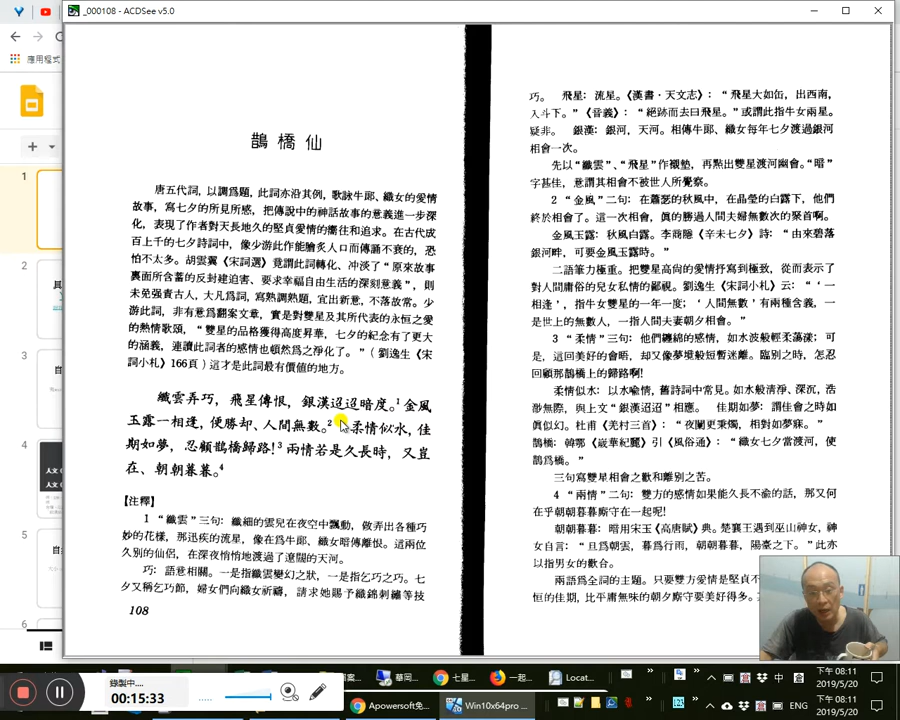 _000108 - ACDSee v5.0
應用程式
鵲橋仙
唐五代詞，以調爲題，此詞亦沿其例，歌詠牛郎、織女的愛情
故事，寫七夕的所見所感，把傳說中的神話故事的意義進一步深
化，表現了作者對天長地久的堅貞愛情的嚮往和追求。在古代成
百上千的七夕詩詞中，像少游此作能膾炙人口而傳誦不衰的，恐
怕不太多。胡雲翼《宋詞選》竟謂此詞轉化、冲淡了“原來故事
裏面所含蓄的反封建迫害、要求幸福自由生活的深刻意義”，則
未免强責古人，大凡爲詞，寫熟調熟題，宜出新意，不落故常。少
游此詞，非有意爲翻案文章，實是對雙星及其所代表的永恒之愛
的熱情歌頌，“雙星的品格獲得高度昇華，七夕的紀念有了更大
的涵義，連讀此詞者的感情也頓然爲之淨化了。”（劉逸生《宋
詞小札》166頁）這才是此詞最有價值的地方。
纖雲弄巧，飛星傳恨，銀漢迢迢暗度。1 金風
玉露一相逢，便勝却、人間無數。2 柔情似水，佳
期如夢，忍顧鵲橋歸路！3 兩情若是久長時，又豈
在、朝朝暮暮。4
【注釋】
1 “纖雲”三句：纖細的雲兒在夜空中飄動，做弄出各種巧
妙的花樣，那迅疾的流星，像在爲牛郎、織女暗傳離恨。這兩位
久別的仙侶，在深夜悄悄地渡過了遼闊的天河。
巧：語意相關。一是指纖雲變幻之狀，一是指乞巧之巧。七
夕又稱乞巧節，婦女們向織女祈禱，請求她賜予織錦刺繡等技
108
巧。 飛星：流星。《漢書·天文志》：“飛星大如缶，出西南，
入斗下。”《音義》：“絕跡而去曰飛星。”或謂此指牛女兩星。
疑非。 銀漢：銀河，天河。相傳牛郎、織女每年七夕渡過銀河
相會一次。
先以“纖雲”、“飛星”作襯墊，再點出雙星渡河幽會。“暗”
字甚佳，意謂其相會不被世人所覺察。
2 “金風”二句：在蕭瑟的秋風中，在晶瑩的白露下，他們
終於相會了。這一次相會，眞的勝過人間夫婦無數次的聚首啊。
金風玉露：秋風白露。李商隱《辛未七夕》詩：“由來碧落
銀河畔，可要金風玉露時。”
二語筆力極重。把雙星高尚的愛情抒寫到極致，從而表示了
對人間庸俗的兒女私情的鄙視。劉逸生《宋詞小札》云：“‘一
相逢’，指牛女雙星的一年一度；‘人間無數’有兩種含義，一
是世上的無數人，一指人間夫妻朝夕相會。”
3 “柔情”三句：他們纏綿的感情，如水波般輕柔蕩漾；可
是，這回美好的會晤，却又像夢境般短暫迷離。臨別之時，怎忍
回顧那鵲橋上的歸路啊！
柔情似水：以水喻情，舊詩詞中常見。如水般清淨、深沉，浩
渺無際，與上文“銀漢迢迢”相應。 佳期如夢：謂佳會之時如
眞似幻。杜甫《羌村三首》：“夜闌更秉燭，相對如夢寐。”
鵲橋：韓鄂《歲華紀麗》引《風俗通》：“織女七夕當渡河，使
鵲爲橋。”
三句寫雙星相會之歡和離別之苦。
4 “兩情”二句：雙方的感情如果能久長不渝的話，那又何
在乎朝朝暮暮廝守在一起呢！
朝朝暮暮：暗用宋玉《高唐賦》典。楚襄王遇到巫山神女，神
女自言：“旦爲朝雲，暮爲行雨，朝朝暮暮，陽臺之下。”此亦
以指男女的歡合。
兩語爲全詞的主題。只要雙方愛情是堅貞不
恒的佳期，比平庸無味的朝夕廝守要美好得多。
1
2
3
4
人文
人文
5
自
6
錄製中....
00:15:33
華岡...
七星...
一起...
Locat...
中
下午 08:11
2019/5/20
Apowersoft免...
Win10x64pro ...
ENG
下午 08:11
2019/5/20